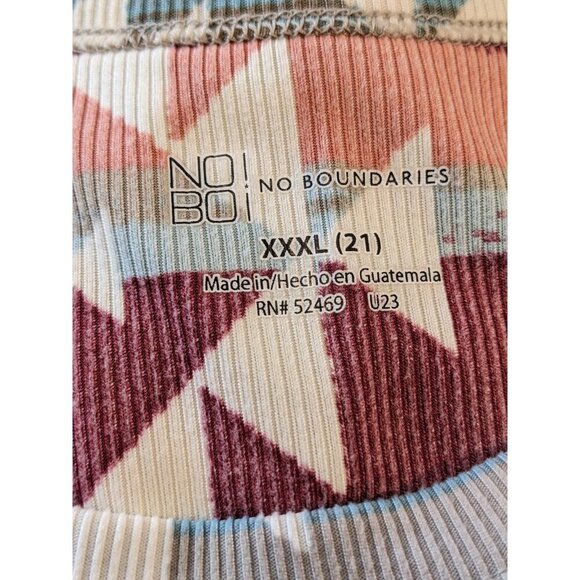 NO
BO
NO BOUNDARIES
XXXL (21)
Made in/Hecho en Guatemala
RN# 52469 U23